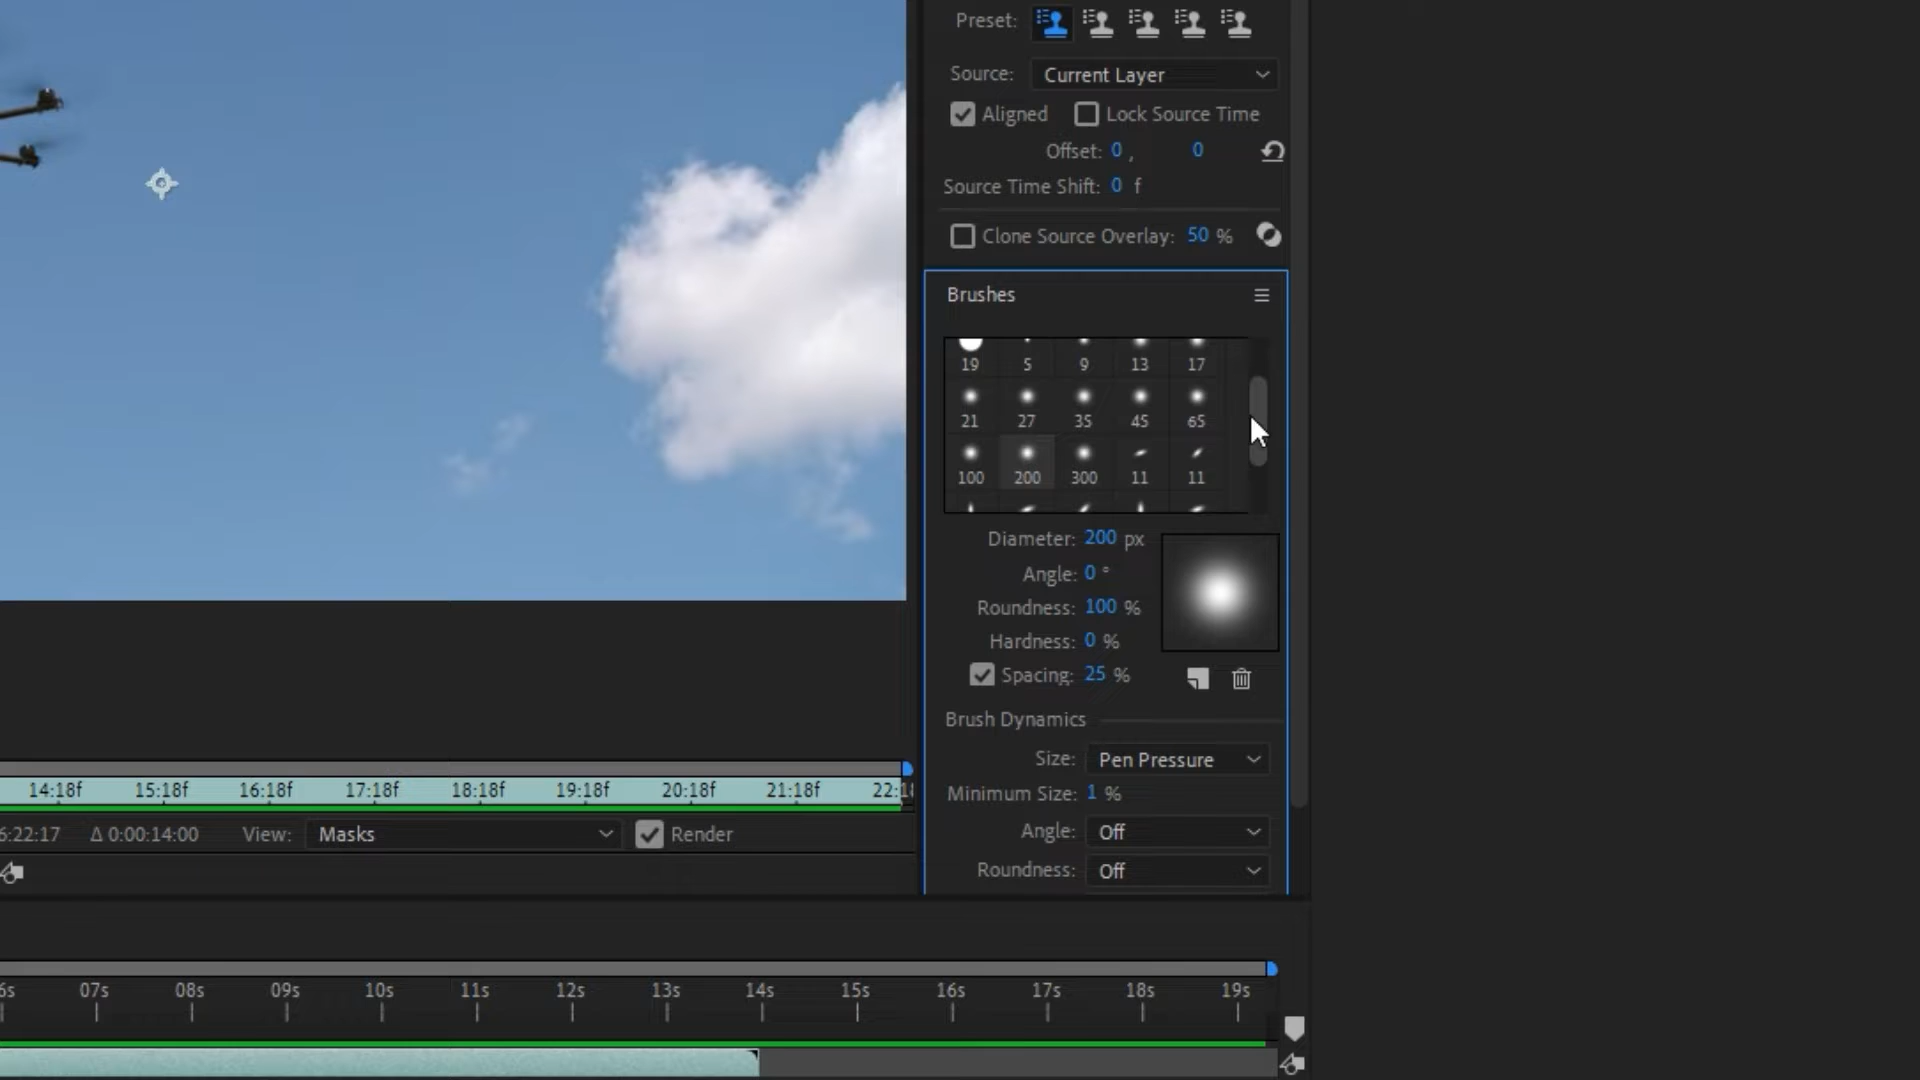 Preset:
Source: Current Layer
Aligned Lock Source Time
Offset: 0 , 0
Source Time Shift: 0 f
Clone Source Overlay: 50 %
Brushes
19 5 9 13 17
21 27 35 45 65
100 200 300 11 11
Diameter: 200 px
Angle: 0 °
Roundness: 100 %
Hardness: 0 %
Spacing: 25 %
Brush Dynamics
Size: Pen Pressure
Minimum Size: 1 %
Angle: Off
Roundness: Off
14:18f 15:18f 16:18f 17:18f 18:18f 19:18f 20:18f 21:18f 22:18
6:22:17 Δ 0:00:14:00 View: Masks Render
6s 07s 08s 09s 10s 11s 12s 13s 14s 15s 16s 17s 18s 19s